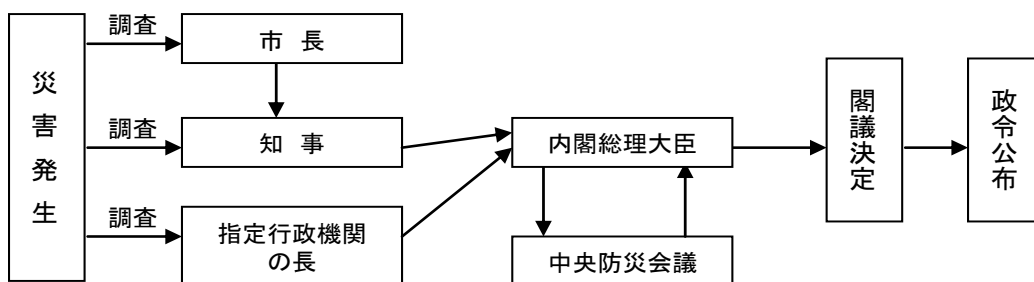 災害発生
調査
市 長
調査
知 事
調査
指定行政機関
の長
内閣総理大臣
中央防災会議
閣議決定
政令公布